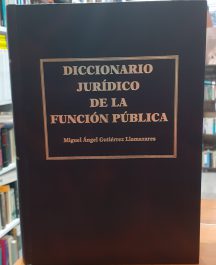 DICCIONARIO
JURÍDICO
DE LA
FUNCIÓN PÚBLICA
Miguel Ángel Gutiérrez Llamazares